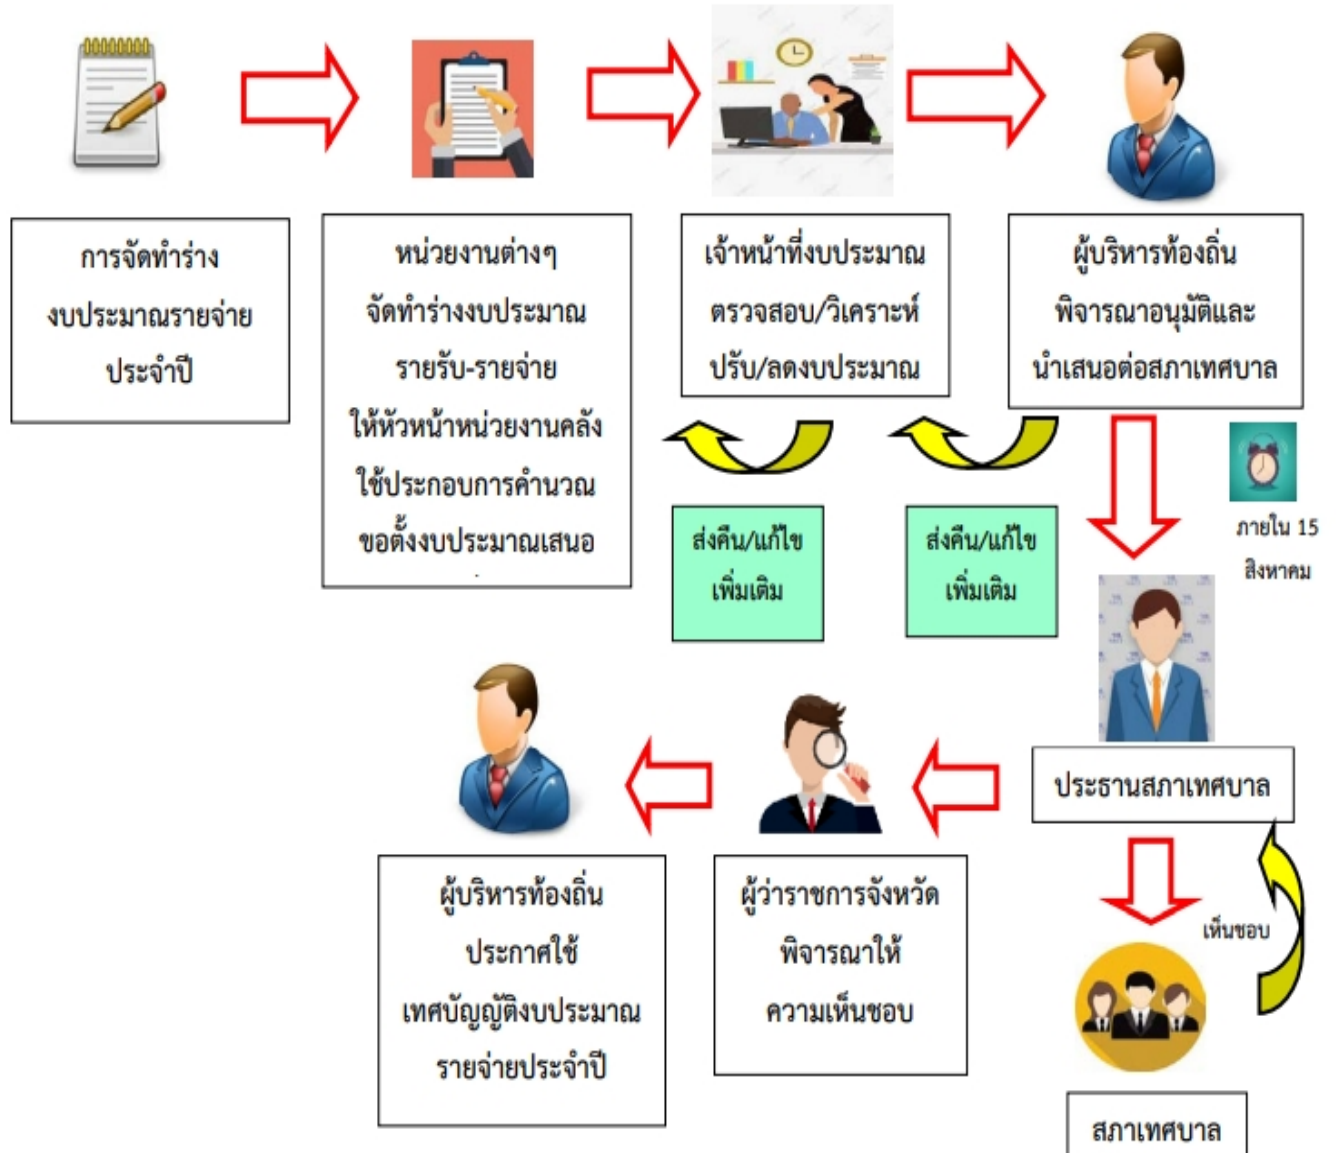 การจัดทำร่าง
งบประมาณรายจ่าย
ประจำปี
หน่วยงานต่างๆ
จัดทำร่างงบประมาณ
รายรับ-รายจ่าย
ให้หัวหน้าหน่วยงานคลัง
ใช้ประกอบการคำนวณ
ขอตั้งงบประมาณเสนอ
เจ้าหน้าที่งบประมาณ
ตรวจสอบ/วิเคราะห์
ปรับ/ลดงบประมาณ
ผู้บริหารท้องถิ่น
พิจารณาอนุมัติและ
นำเสนอต่อสภาเทศบาล
ส่งคืน/แก้ไข
เพิ่มเติม
ส่งคืน/แก้ไข
เพิ่มเติม
ภายใน 15
สิงหาคม
ประธานสภาเทศบาล
เห็นชอบ
สภาเทศบาล
ผู้ว่าราชการจังหวัด
พิจารณาให้
ความเห็นชอบ
ผู้บริหารท้องถิ่น
ประกาศใช้
เทศบัญญัติงบประมาณ
รายจ่ายประจำปี